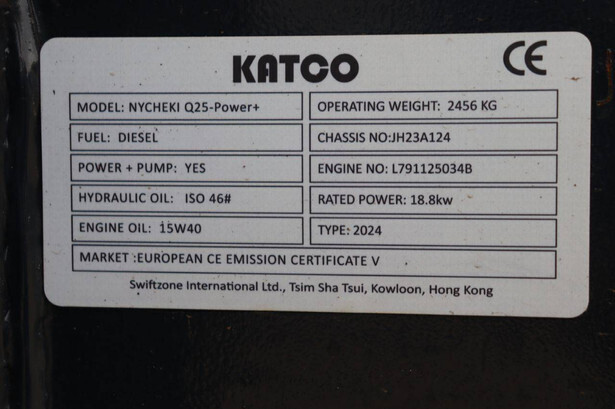 KATCO
CE
MODEL: NYCHEKI Q25-Power+
OPERATING WEIGHT: 2456 KG
FUEL: DIESEL
CHASSIS NO:JH23A124
POWER + PUMP: YES
ENGINE NO: L791125034B
HYDRAULIC OIL: ISO 46#
RATED POWER: 18.8kw
ENGINE OIL: 15W40
TYPE: 2024
MARKET :EUROPEAN CE EMISSION CERTIFICATE V
Swiftzone International Ltd., Tsim Sha Tsui, Kowloon, Hong Kong